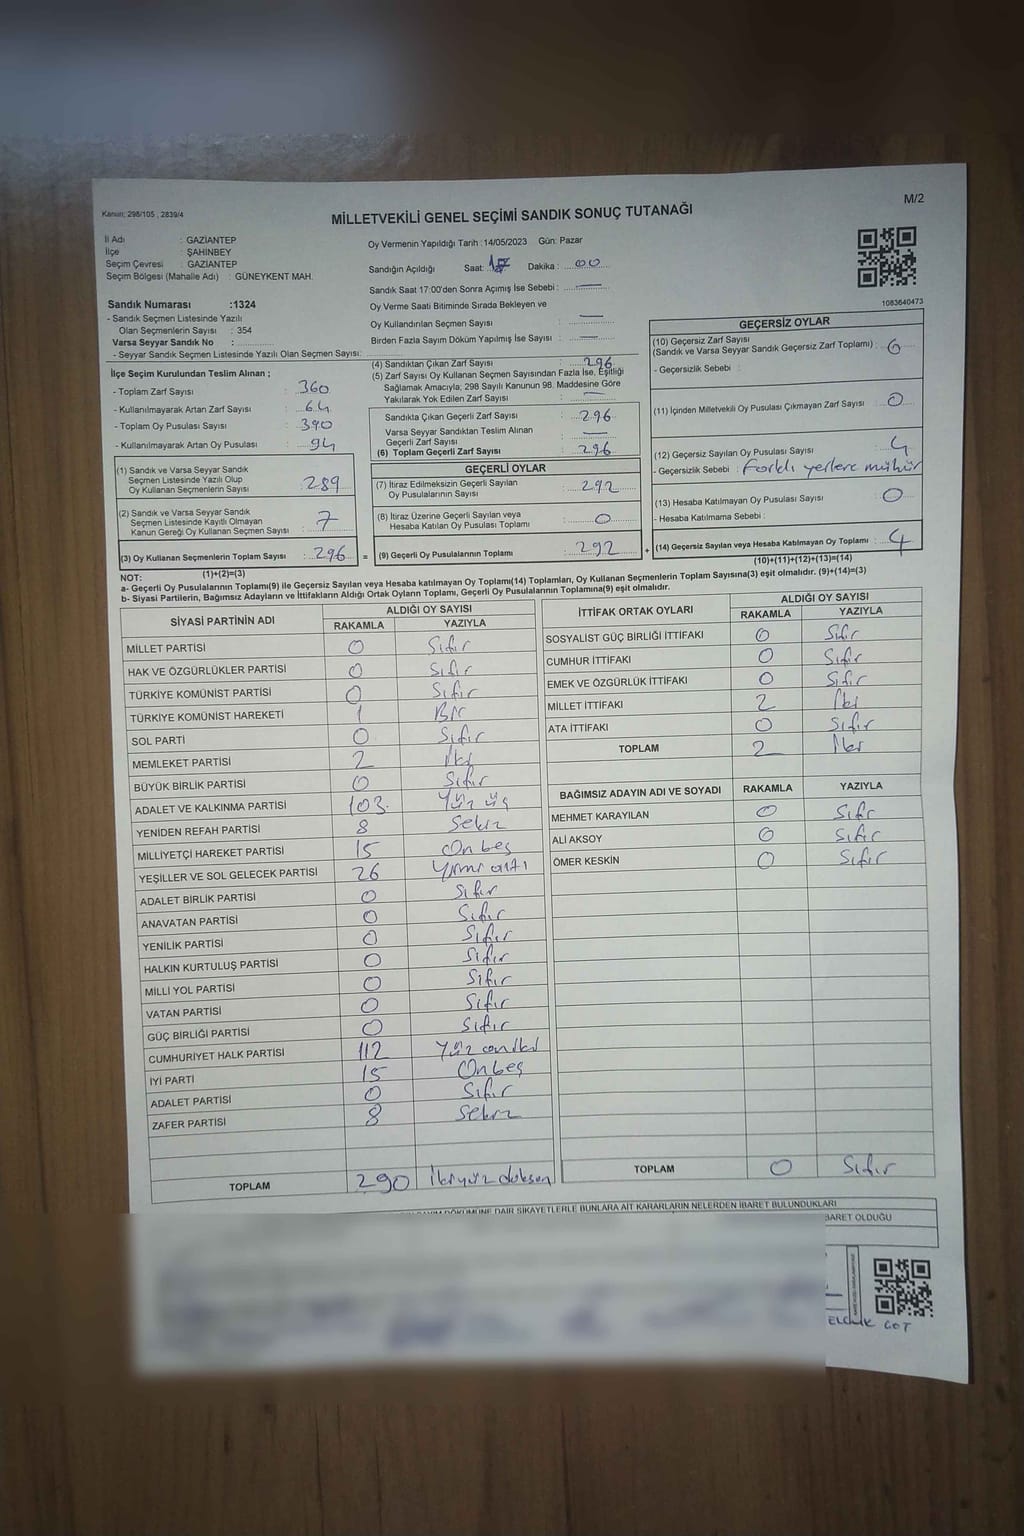 Kanun; 298/105 , 2839/4
MİLLETVEKİLİ GENEL SEÇİMİ SANDIK SONUÇ TUTANAĞI
M/2
İl Adı : GAZİANTEP
İlçe : ŞAHİNBEY
Seçim Çevresi : GAZİANTEP
Seçim Bölgesi (Mahalle Adı) : GÜNEYKENT MAH.
Sandık Numarası :1324
- Sandık Seçmen Listesinde Yazılı
Olan Seçmenlerin Sayısı : 354
Varsa Seyyar Sandık No :
- Seyyar Sandık Seçmen Listesinde Yazılı Olan Seçmen Sayısı:
Oy Vermenin Yapıldığı Tarih :14/05/2023 Gün: Pazar
Sandığın Açıldığı Saat: 17 Dakika : 00
Sandık Saat 17:00'den Sonra Açımış İse Sebebi : —
Oy Verme Saati Bitiminde Sırada Bekleyen ve
Oy Kullandırılan Seçmen Sayısı : —
Birden Fazla Sayım Döküm Yapılmış İse Sayısı : —
1083640473
İlçe Seçim Kurulundan Teslim Alınan ;
- Toplam Zarf Sayısı : 360
- Kullanılmayarak Artan Zarf Sayısı : 64
- Toplam Oy Pusulası Sayısı : 390
- Kullanılmayarak Artan Oy Pusulası : 94
(1) Sandık ve Varsa Seyyar Sandık
Seçmen Listesinde Yazılı Olup
Oy Kullanan Seçmenlerin Sayısı : 289
(2) Sandık ve Varsa Seyyar Sandık
Seçmen Listesinde Kayıtlı Olmayan
Kanun Gereği Oy Kullanan Seçmen Sayısı : 7
(3) Oy Kullanan Seçmenlerin Toplam Sayısı : 296 =
(1)+(2)=(3)
(4) Sandıktan Çıkan Zarf Sayısı : 296
(5) Zarf Sayısı Oy Kullanan Seçmen Sayısından Fazla İse, Eşitliği
Sağlamak Amacıyla; 298 Sayılı Kanunun 98. Maddesine Göre
Yakılarak Yok Edilen Zarf Sayısı : —
Sandıkta Çıkan Geçerli Zarf Sayısı : 296
Varsa Seyyar Sandıktan Teslim Alınan
Geçerli Zarf Sayısı : —
(6) Toplam Geçerli Zarf Sayısı : 296
GEÇERLİ OYLAR
(7) İtiraz Edilmeksizin Geçerli Sayılan
Oy Pusulalarının Sayısı : 292
(8) İtiraz Üzerine Geçerli Sayılan ve
Hesaba Katılan Oy Pusulası Toplamı : 0
(9) Geçerli Oy Pusulalarının Toplamı : 292 +
GEÇERSİZ OYLAR
(10) Geçersiz Zarf Sayısı
(Sandık ve Varsa Seyyar Sandık Geçersiz Zarf Toplamı) : 0
- Geçersizlik Sebebi :
(11) İçinden Milletvekili Oy Pusulası Çıkmayan Zarf Sayısı : 0
(12) Geçersiz Sayılan Oy Pusulası Sayısı : 4
- Geçersizlik Sebebi : Farklı yerlere mühür
(13) Hesaba Katılmayan Oy Pusulası Sayısı : 0
- Hesaba Katılmama Sebebi :
(14) Geçersiz Sayılan veya Hesaba Katılmayan Oy Toplamı : 4
(10)+(11)+(12)+(13)=(14)
NOT:
a- Geçerli Oy Pusulalarının Toplamı(9) ile Geçersiz Sayılan veya Hesaba katılmayan Oy Toplamı(14) Toplamları, Oy Kullanan Seçmenlerin Toplam Sayısına(3) eşit olmalıdır. (9)+(14)=(3)
b- Siyasi Partilerin, Bağımsız Adayların ve İttifakların Aldığı Ortak Oyların Toplamı, Geçerli Oy Pusulalarının Toplamına(9) eşit olmalıdır.
SİYASİ PARTİNİN ADI ALDIĞI OY SAYISI
RAKAMLA YAZIYLA
MİLLET PARTİSİ 0 Sıfır
HAK VE ÖZGÜRLÜKLER PARTİSİ 0 Sıfır
TÜRKİYE KOMÜNİST PARTİSİ 0 Sıfır
TÜRKİYE KOMÜNİST HAREKETİ 1 Bir
SOL PARTİ 0 Sıfır
MEMLEKET PARTİSİ 2 İki
BÜYÜK BİRLİK PARTİSİ 0 Sıfır
ADALET VE KALKINMA PARTİSİ 103 Yüz üç
YENİDEN REFAH PARTİSİ 8 Sekiz
MİLLİYETÇİ HAREKET PARTİSİ 15 On beş
YEŞİLLER VE SOL GELECEK PARTİSİ 26 Yirmi altı
ADALET BİRLİK PARTİSİ 0 Sıfır
ANAVATAN PARTİSİ 0 Sıfır
YENİLİK PARTİSİ 0 Sıfır
HALKIN KURTULUŞ PARTİSİ 0 Sıfır
MİLLİ YOL PARTİSİ 0 Sıfır
VATAN PARTİSİ 0 Sıfır
GÜÇ BİRLİĞİ PARTİSİ 0 Sıfır
CUMHURİYET HALK PARTİSİ 112 Yüz oniki
İYİ PARTİ 15 Onbeş
ADALET PARTİSİ 0 Sıfır
ZAFER PARTİSİ 8 Sekiz
TOPLAM 290 İkiyüz doksan
İTTİFAK ORTAK OYLARI ALDIĞI OY SAYISI
RAKAMLA YAZIYLA
SOSYALİST GÜÇ BİRLİĞİ İTTİFAKI 0 Sıfır
CUMHUR İTTİFAKI 0 Sıfır
EMEK VE ÖZGÜRLÜK İTTİFAKI 0 Sıfır
MİLLET İTTİFAKI 2 İki
ATA İTTİFAKI 0 Sıfır
TOPLAM 2 İki
BAĞIMSIZ ADAYIN ADI VE SOYADI RAKAMLA YAZIYLA
MEHMET KARAYILAN 0 Sıfır
ALİ AKSOY 0 Sıfır
ÖMER KESKİN 0 Sıfır
TOPLAM 0 Sıfır
DÖKÜMÜNE DAİR ŞİKAYETLERLE BUNLARA AİT KARARLARIN NELERDEN İBARET BULUNDUKLARI
İBARET OLDUĞU